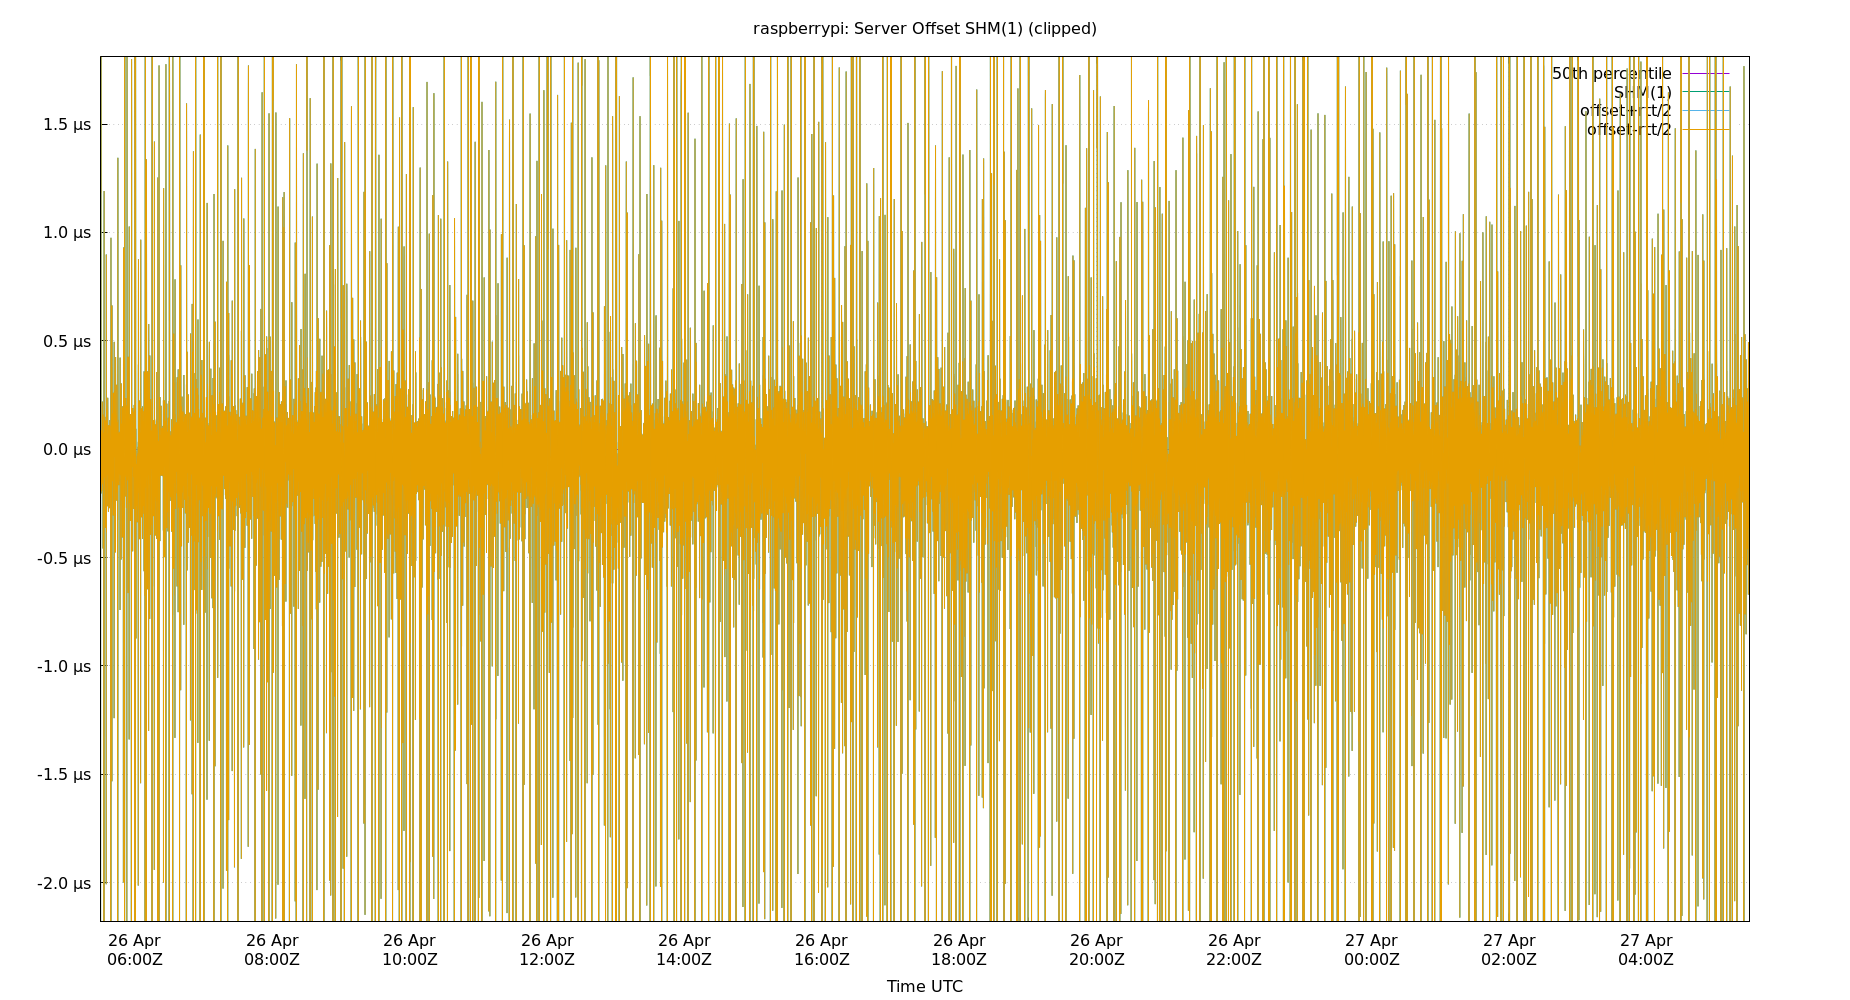 raspberrypi: Server Offset SHM(1) (clipped)
50th percentile
SHM(1)
offset+rtt/2
offset-rtt/2
1.5 µs
1.0 µs
0.5 µs
0.0 µs
-0.5 µs
-1.0 µs
-1.5 µs
-2.0 µs
26 Apr 26 Apr 26 Apr 26 Apr 26 Apr 26 Apr 26 Apr 26 Apr 26 Apr 27 Apr 27 Apr 27 Apr
06:00Z 08:00Z 10:00Z 12:00Z 14:00Z 16:00Z 18:00Z 20:00Z 22:00Z 00:00Z 02:00Z 04:00Z
Time UTC